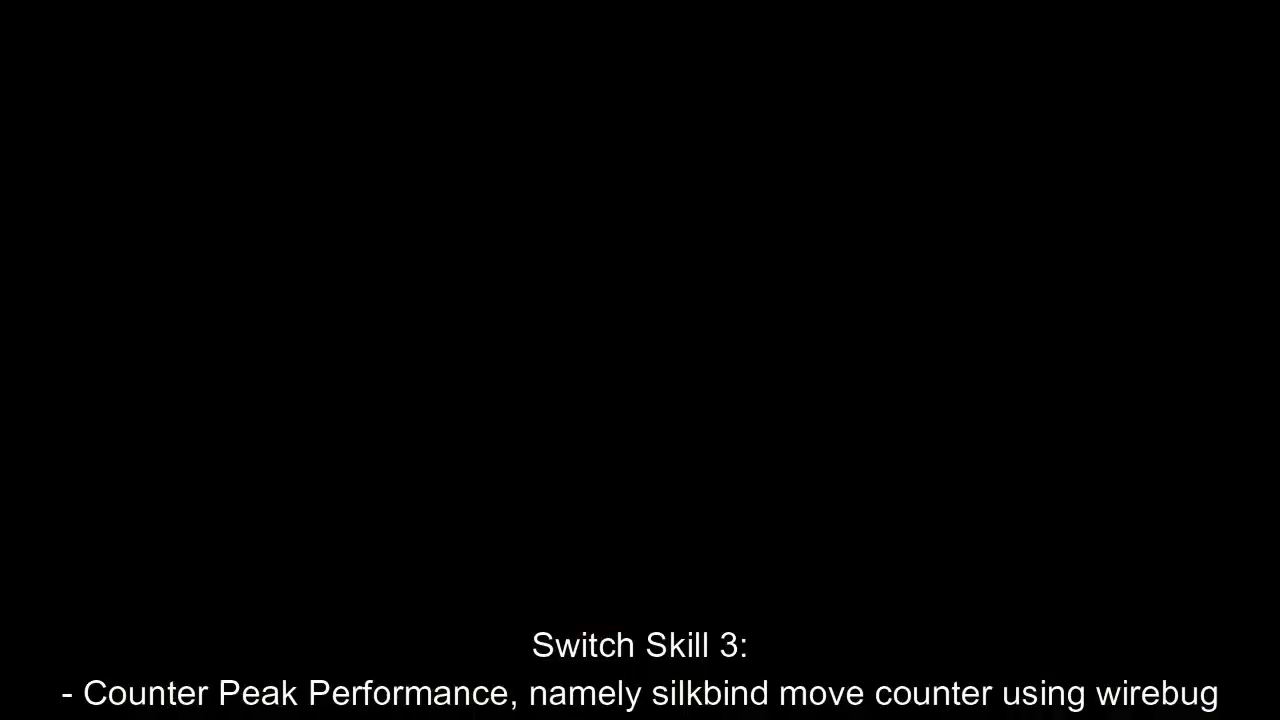 Switch Skill 3:
- Counter Peak Performance, namely silkbind move counter using wirebug